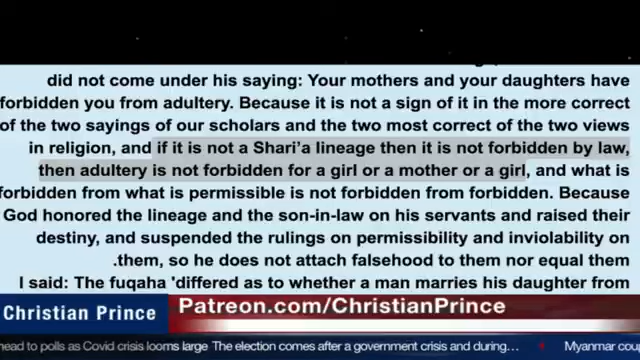 did not come under his saying: Your mothers and your daughters have
forbidden you from adultery. Because it is not a sign of it in the more correct
of the two sayings of our scholars and the two most correct of the two views
in religion, and if it is not a Shari'a lineage then it is not forbidden by law,
then adultery is not forbidden for a girl or a mother or a girl, and what is
forbidden from what is permissible is not forbidden from forbidden. Because
God honored the lineage and the son-in-law on his servants and raised their
destiny, and suspended the rulings on permissibility and inviolability on
.them, so he does not attach falsehood to them nor equal them
I said: The fuqaha 'differed as to whether a man marries his daughter from
Christian Prince
Patreon.com/ChristianPrince
head to polls as Covid crisis looms large The election comes after a government crisis and during... Myanmar coup